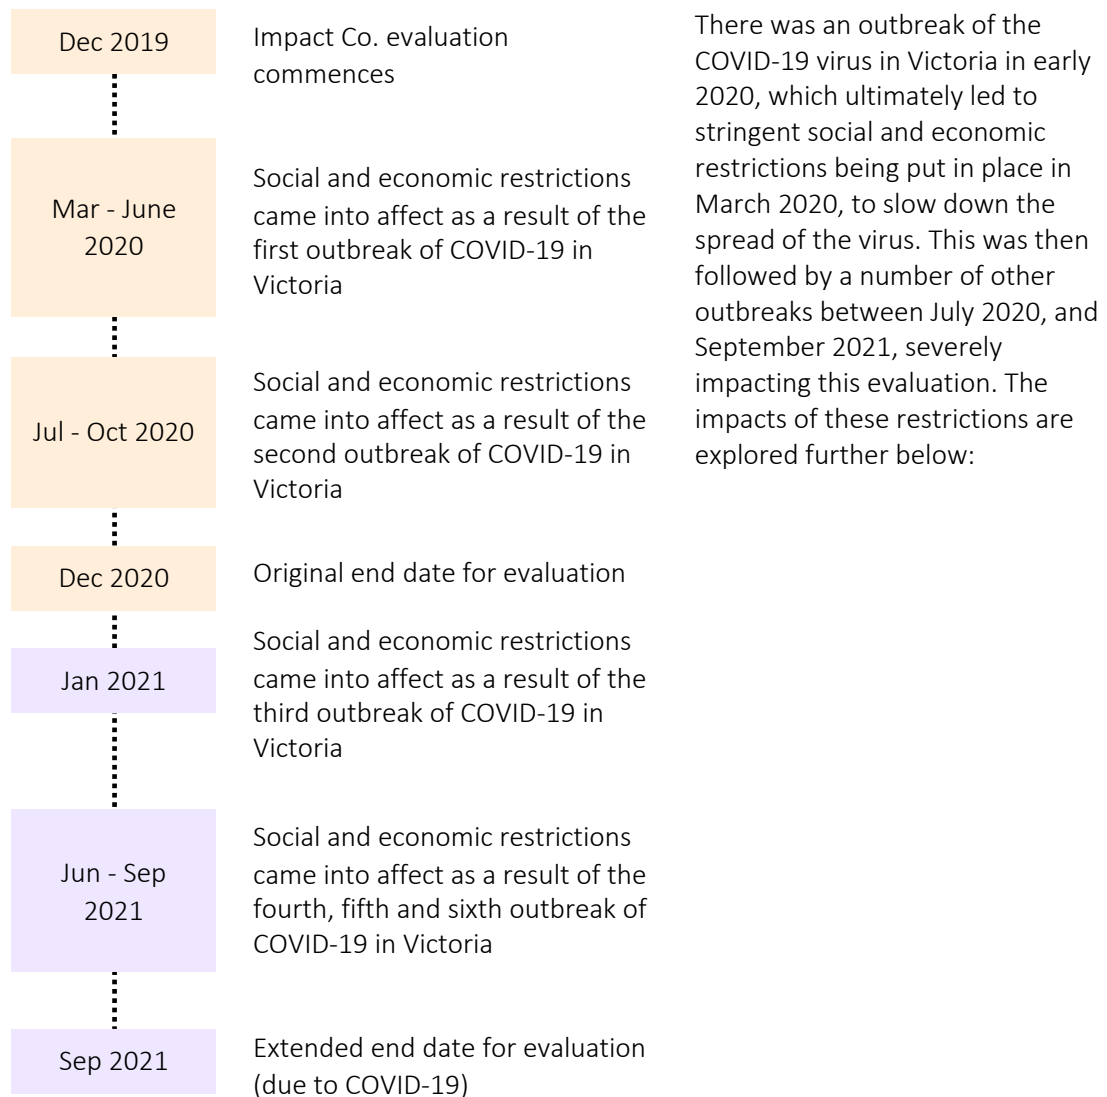 Dec 2019
Impact Co. evaluation
commences
Mar - June
2020
Social and economic restrictions
came into affect as a result of the
first outbreak of COVID-19 in
Victoria
Jul - Oct 2020
Social and economic restrictions
came into affect as a result of the
second outbreak of COVID-19 in
Victoria
Dec 2020
Original end date for evaluation
Jan 2021
Social and economic restrictions
came into affect as a result of the
third outbreak of COVID-19 in
Victoria
Jun - Sep
2021
Social and economic restrictions
came into affect as a result of the
fourth, fifth and sixth outbreak of
COVID-19 in Victoria
Sep 2021
Extended end date for evaluation
(due to COVID-19)
There was an outbreak of the
COVID-19 virus in Victoria in early
2020, which ultimately led to
stringent social and economic
restrictions being put in place in
March 2020, to slow down the
spread of the virus. This was then
followed by a number of other
outbreaks between July 2020, and
September 2021, severely
impacting this evaluation. The
impacts of these restrictions are
explored further below: